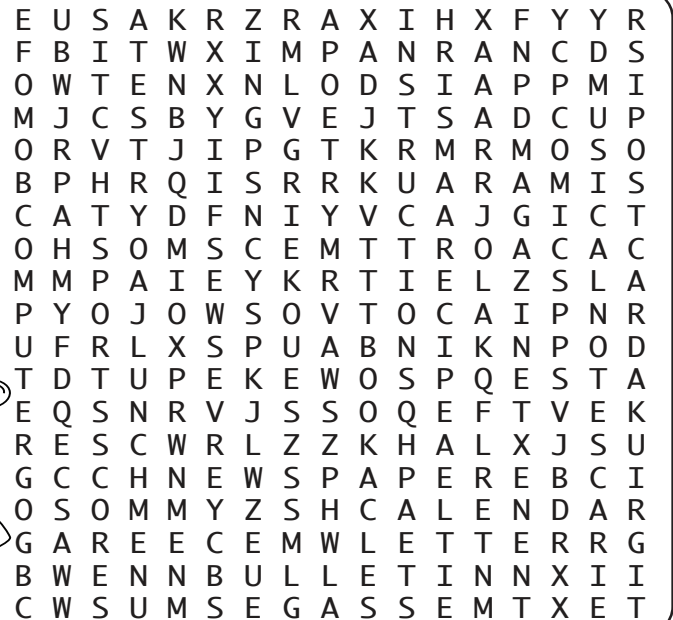 E U S A K R Z R A X I H X F Y Y R
F B I T W X I M P A N R A N C D S
O W T E N X N L O D S I A P P M I
M J C S B Y G V E J T S A D C U P
O R V T J I P G T K R M R M O S O
B P H R Q I S R R K U A R A M I S
C A T Y D F N I Y V C A J G I C T
O H S O M S C E M T T R O A C A C
M M P A I E Y K R T I E L Z S L A
P Y O J O W S O V T O C A I P N R
U F R L X S P U A B N I K N P O D
T D T U P E K E W O S P Q E S T A
E Q S N R V J S S O Q E F T V E K
R E S C W R L Z Z K H A L X J S U
G C C H N E W S P A P E R E B C I
O S O M M Y Z S H C A L E N D A R
G A R E E C E M W L E T T E R R G
B W E N N B U L L E T I N N X I I
C W S U M S E G A S S E M T X E T